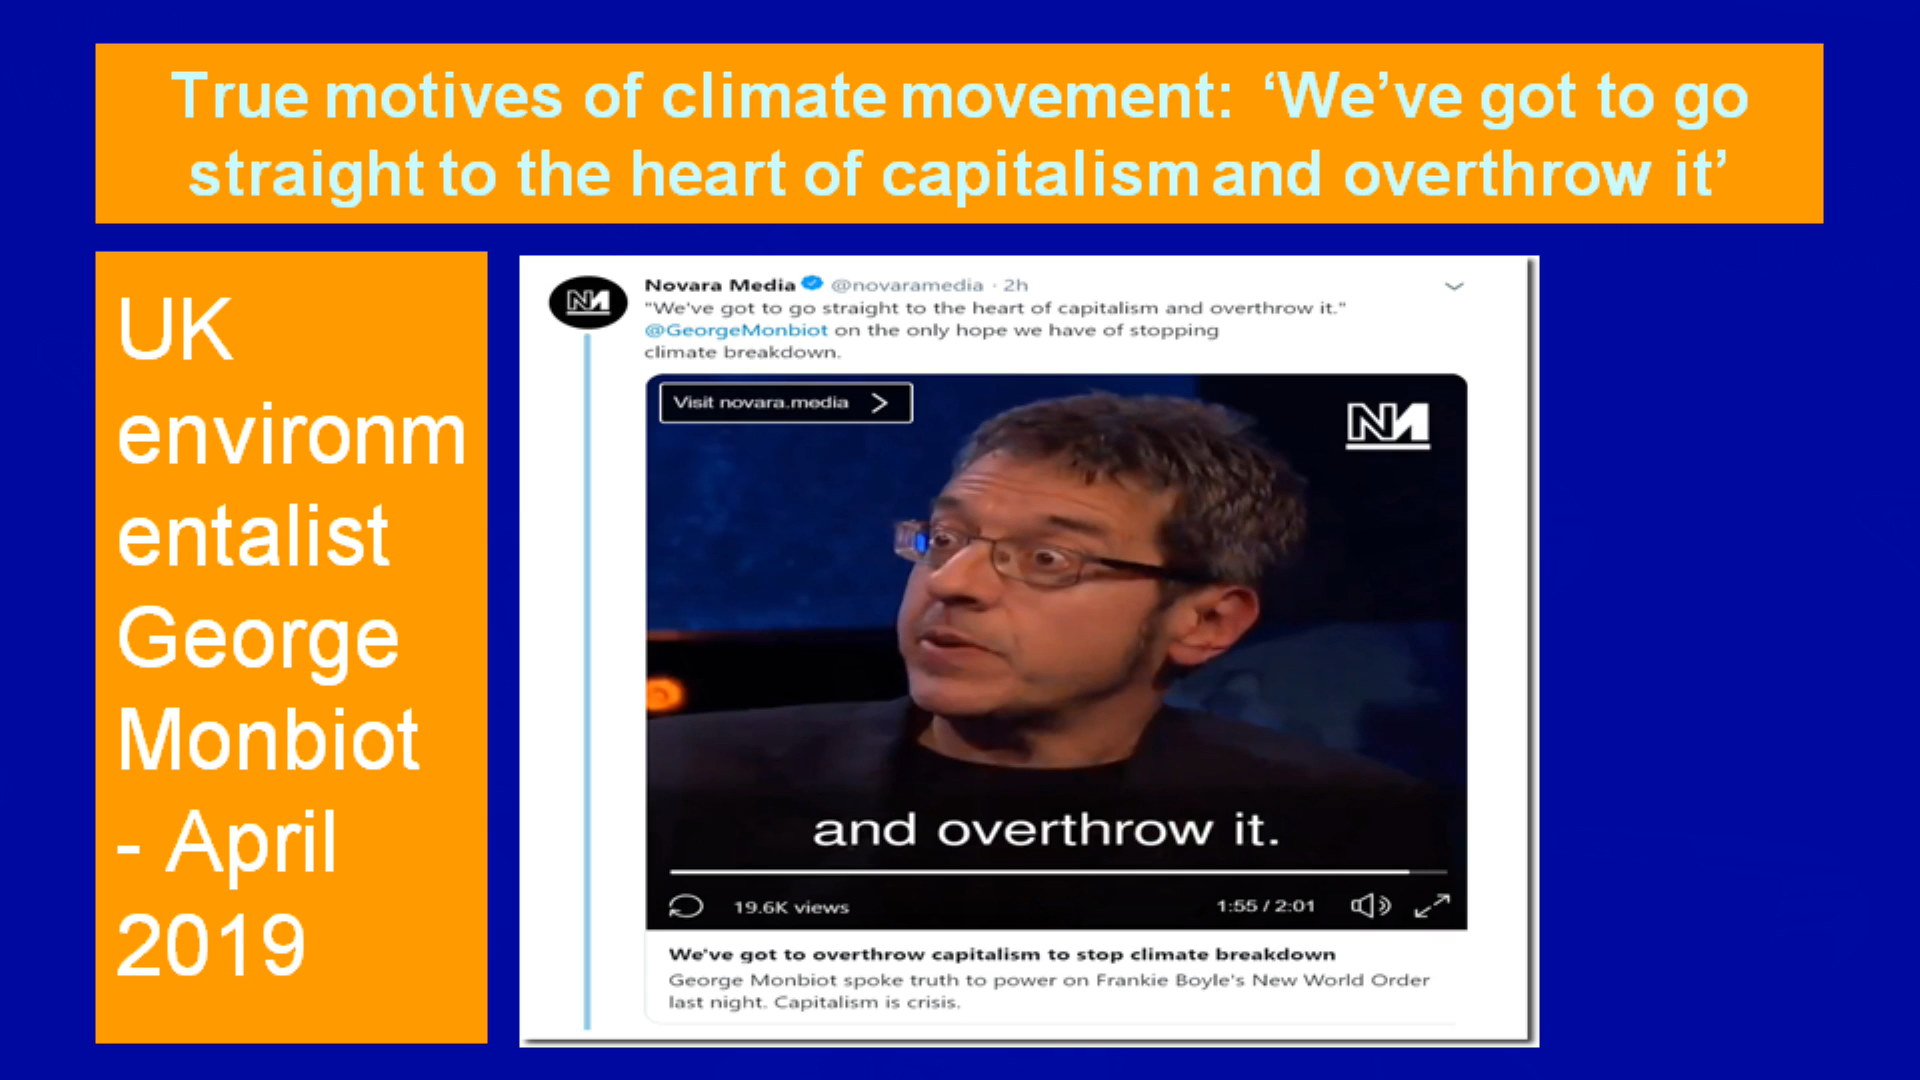 True motives of climate movement: ‘We’ve got to go
straight to the heart of capitalism and overthrow it’
UK
environm
entalist
George
Monbiot
- April
2019
Novara Media @novaramedia · 2h
"We've got to go straight to the heart of capitalism and overthrow it."
@GeorgeMonbiot on the only hope we have of stopping
climate breakdown.
Visit novara.media >
NM
and overthrow it.
19.6K views 1:55 / 2:01
We've got to overthrow capitalism to stop climate breakdown
George Monbiot spoke truth to power on Frankie Boyle's New World Order
last night. Capitalism is crisis.